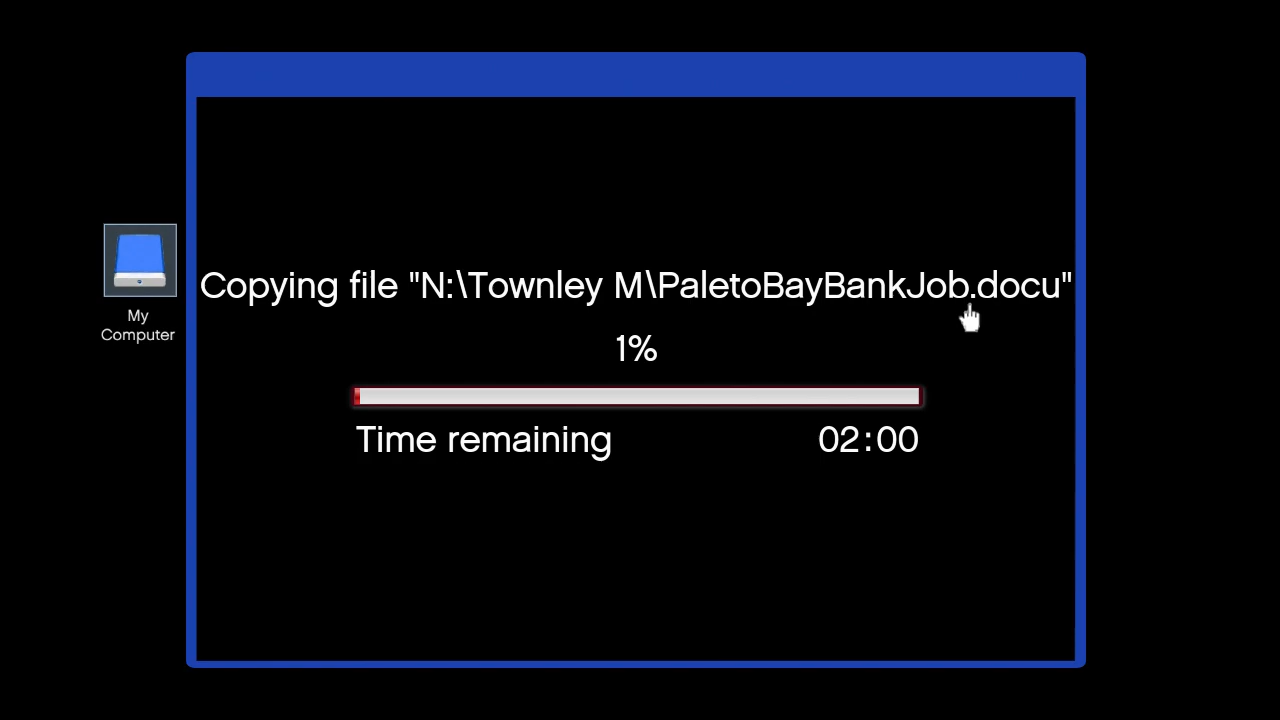 Copying file "N:\Townley M\PaletoBayBankJob.docu"
1%
Time remaining 02:00
My
Computer